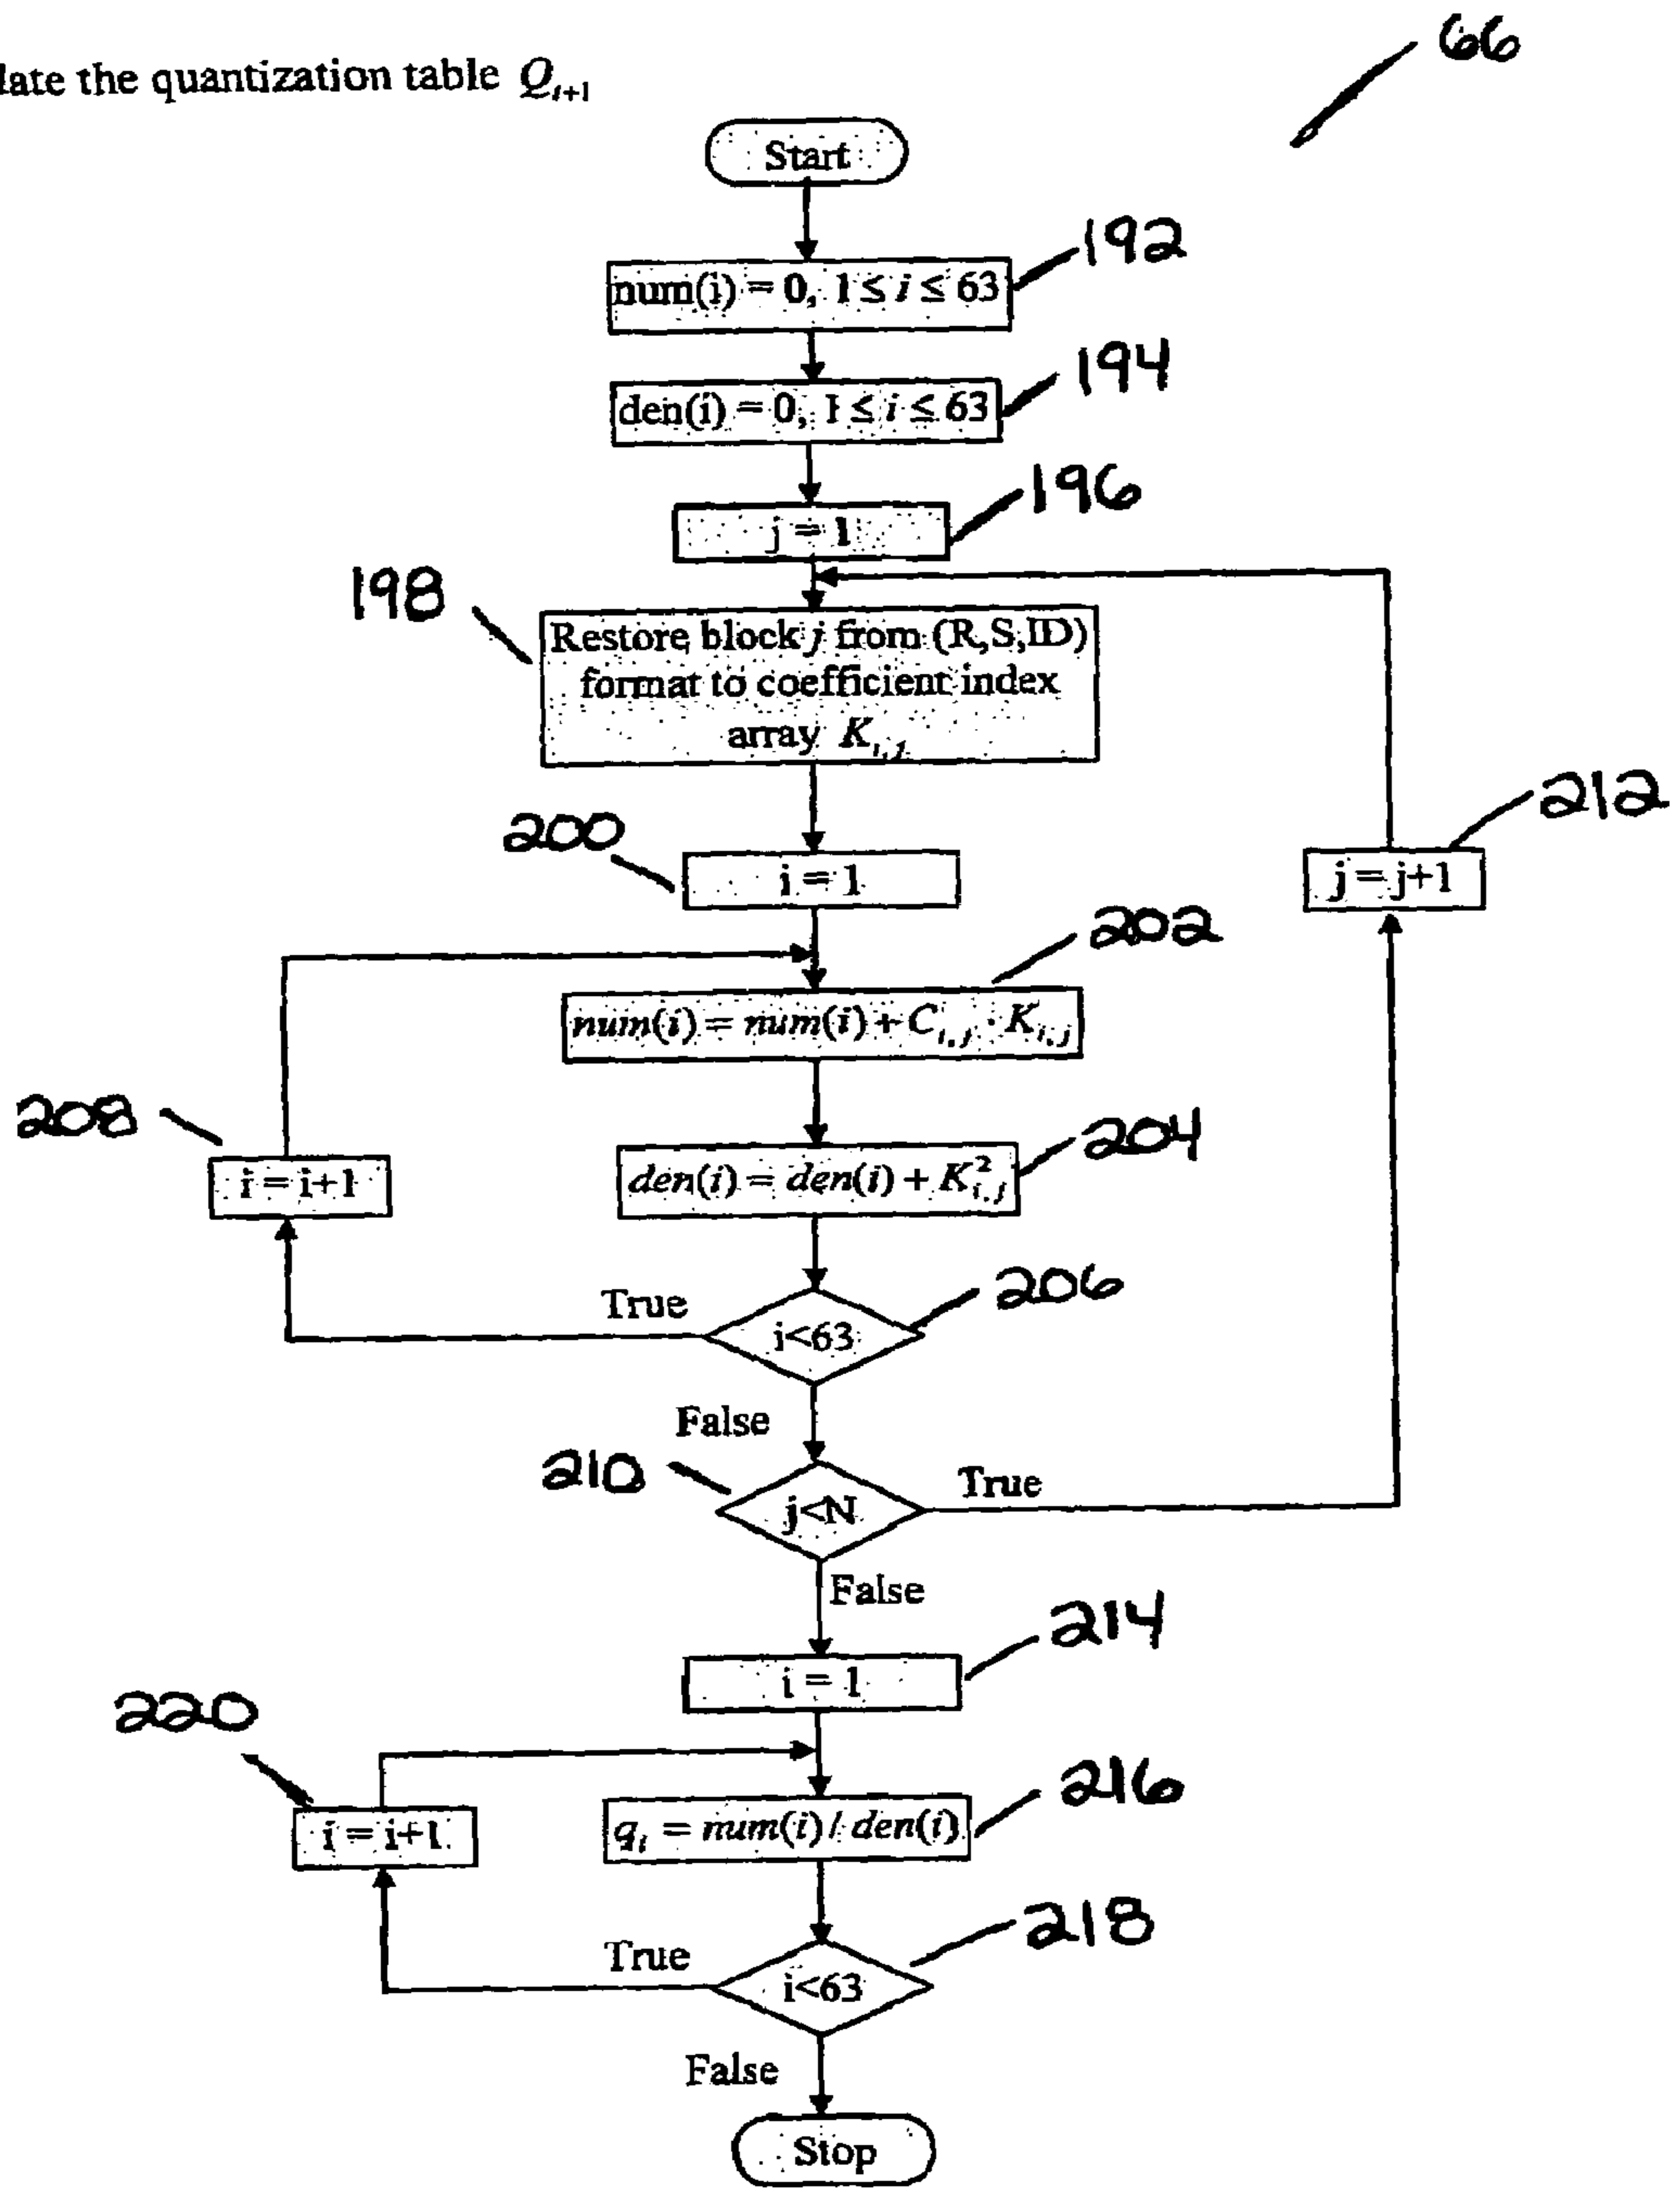 late the quantization table Q_{t+1}
66
Start
192
num(i) = 0, 1 ≤ i ≤ 63
194
den(i) = 0, 1 ≤ i ≤ 63
196
j = 1
198
Restore block j from (R,S,ID)
format to coefficient index
array K_{i,j}
212
j = j+1
200
i = 1
202
num(i) = num(i) + C_{i,j} · K_{i,j}
208
i = i+1
204
den(i) = den(i) + K²_{i,j}
206
True
i<63
False
210
j<N
True
False
214
i = 1
220
i = i+1
216
q_i = num(i) / den(i)
218
True
i<63
False
Stop